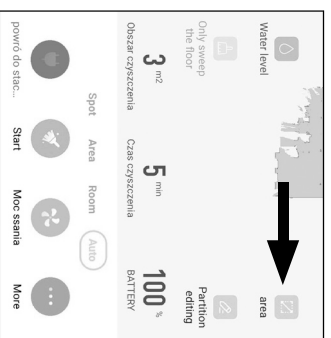 Water level
area
Only sweep
the floor
Partition
editing
3 m2
5 min
100 %
Obszar czyszczenia
Czas czyszczenia
BATTERY
Spot
Area
Room
Auto
powró do stac...
Start
Moc ssania
More